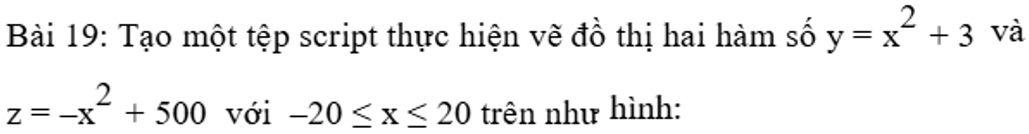 Bài 19: Tạo một tệp script thực hiện vẽ đồ thị hai hàm số y = x² + 3 và
z = –x² + 500 với –20 ≤ x ≤ 20 trên như hình: